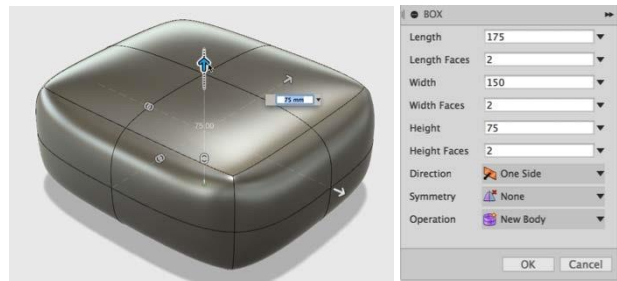 75 mm
75.00
BOX
Length 175
Length Faces 2
Width 150
Width Faces 2
Height 75
Height Faces 2
Direction One Side
Symmetry None
Operation New Body
OK Cancel